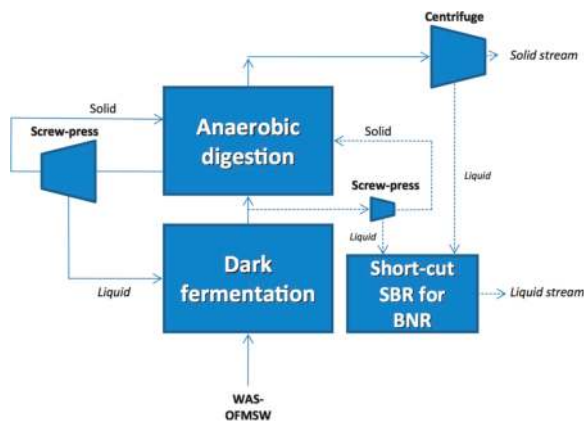 Centrifuge
Solid stream
Solid
Screw-press
Anaerobic
digestion
Solid
Liquid
Screw-press
Liquid
Dark
fermentation
Liquid
Short-cut
SBR for
BNR
Liquid stream
WAS-
OFMSW